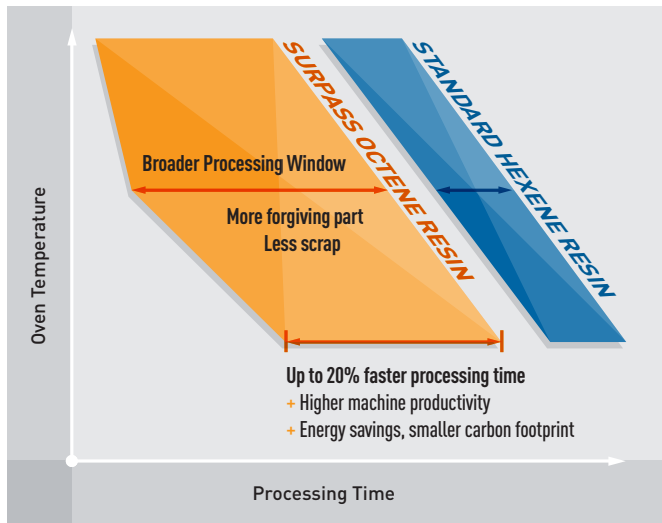 SURPASS OCTENE RESIN
STANDARD HEXENE RESIN
Broader Processing Window
More forgiving part
Less scrap
Oven Temperature
Up to 20% faster processing time
+ Higher machine productivity
+ Energy savings, smaller carbon footprint
Processing Time